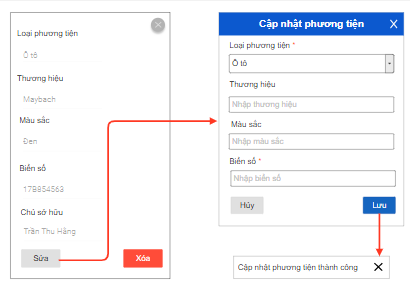 Loại phương tiện
Ô tô
Thương hiệu
Maybach
Màu sắc
Đen
Biển số
17B854563
Chủ sở hữu
Trần Thu Hằng
Sửa
Xóa
Cập nhật phương tiện
Loại phương tiện *
Ô tô
Thương hiệu
Nhập thương hiệu
Màu sắc
Nhập màu sắc
Biển số *
Nhập biển số
Hủy
Lưu
Cập nhật phương tiện thành công